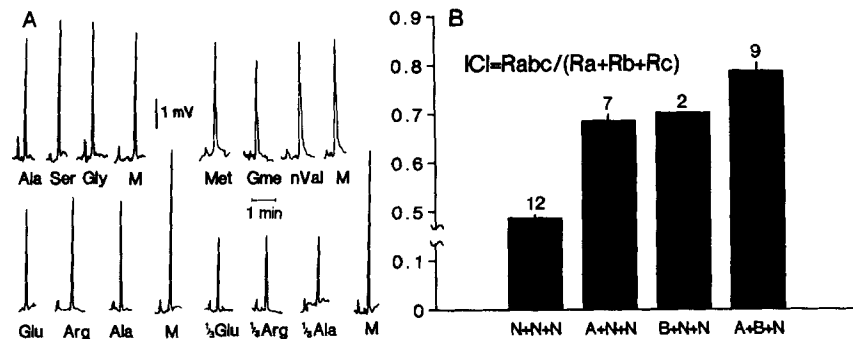 A
1 mV
Ala Ser Gly M
Met Gme nVal M
1 min
Glu Arg Ala M ⅓Glu ⅓Arg ⅓Ala M
B
ICI=Rabc/(Ra+Rb+Rc)
0.9
0.8
0.7
0.6
0.5
0.1
0
12
7
2
9
N+N+N A+N+N B+N+N A+B+N